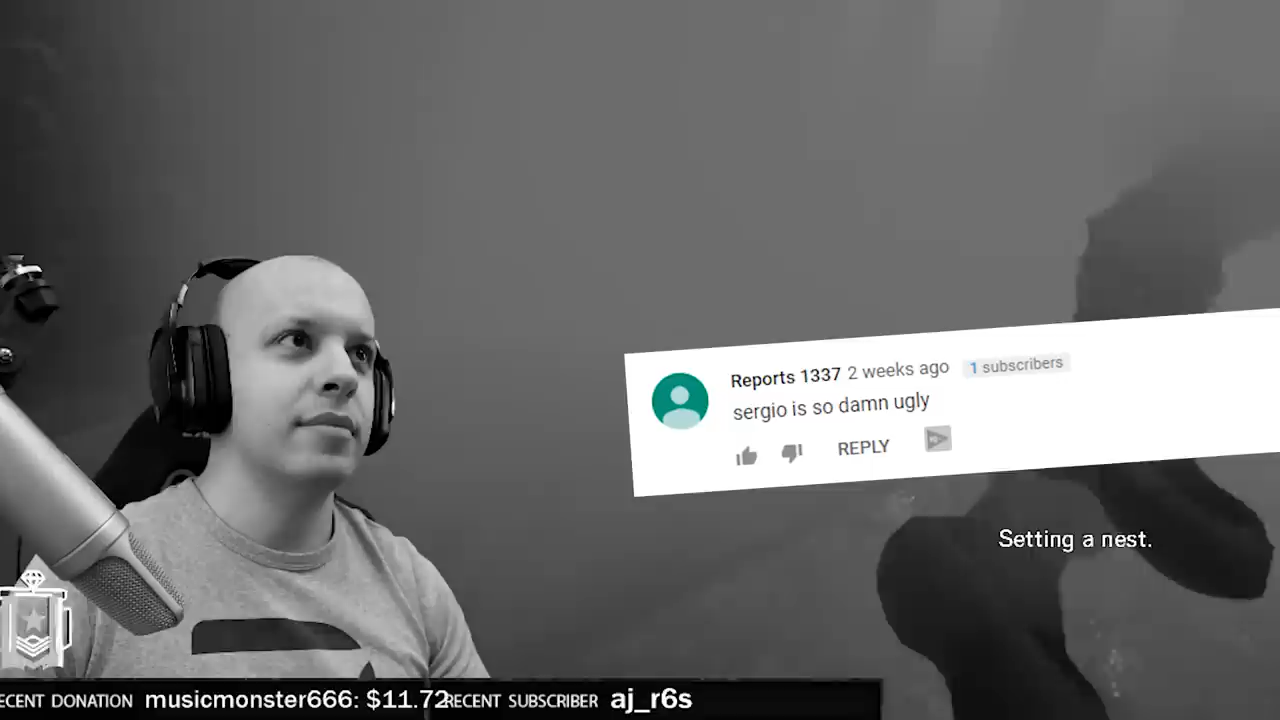 Reports 1337 2 weeks ago 1 subscribers
sergio is so damn ugly
REPLY
Setting a nest.
ECENT DONATION musicmonster666: $11.72 RECENT SUBSCRIBER aj_r6s